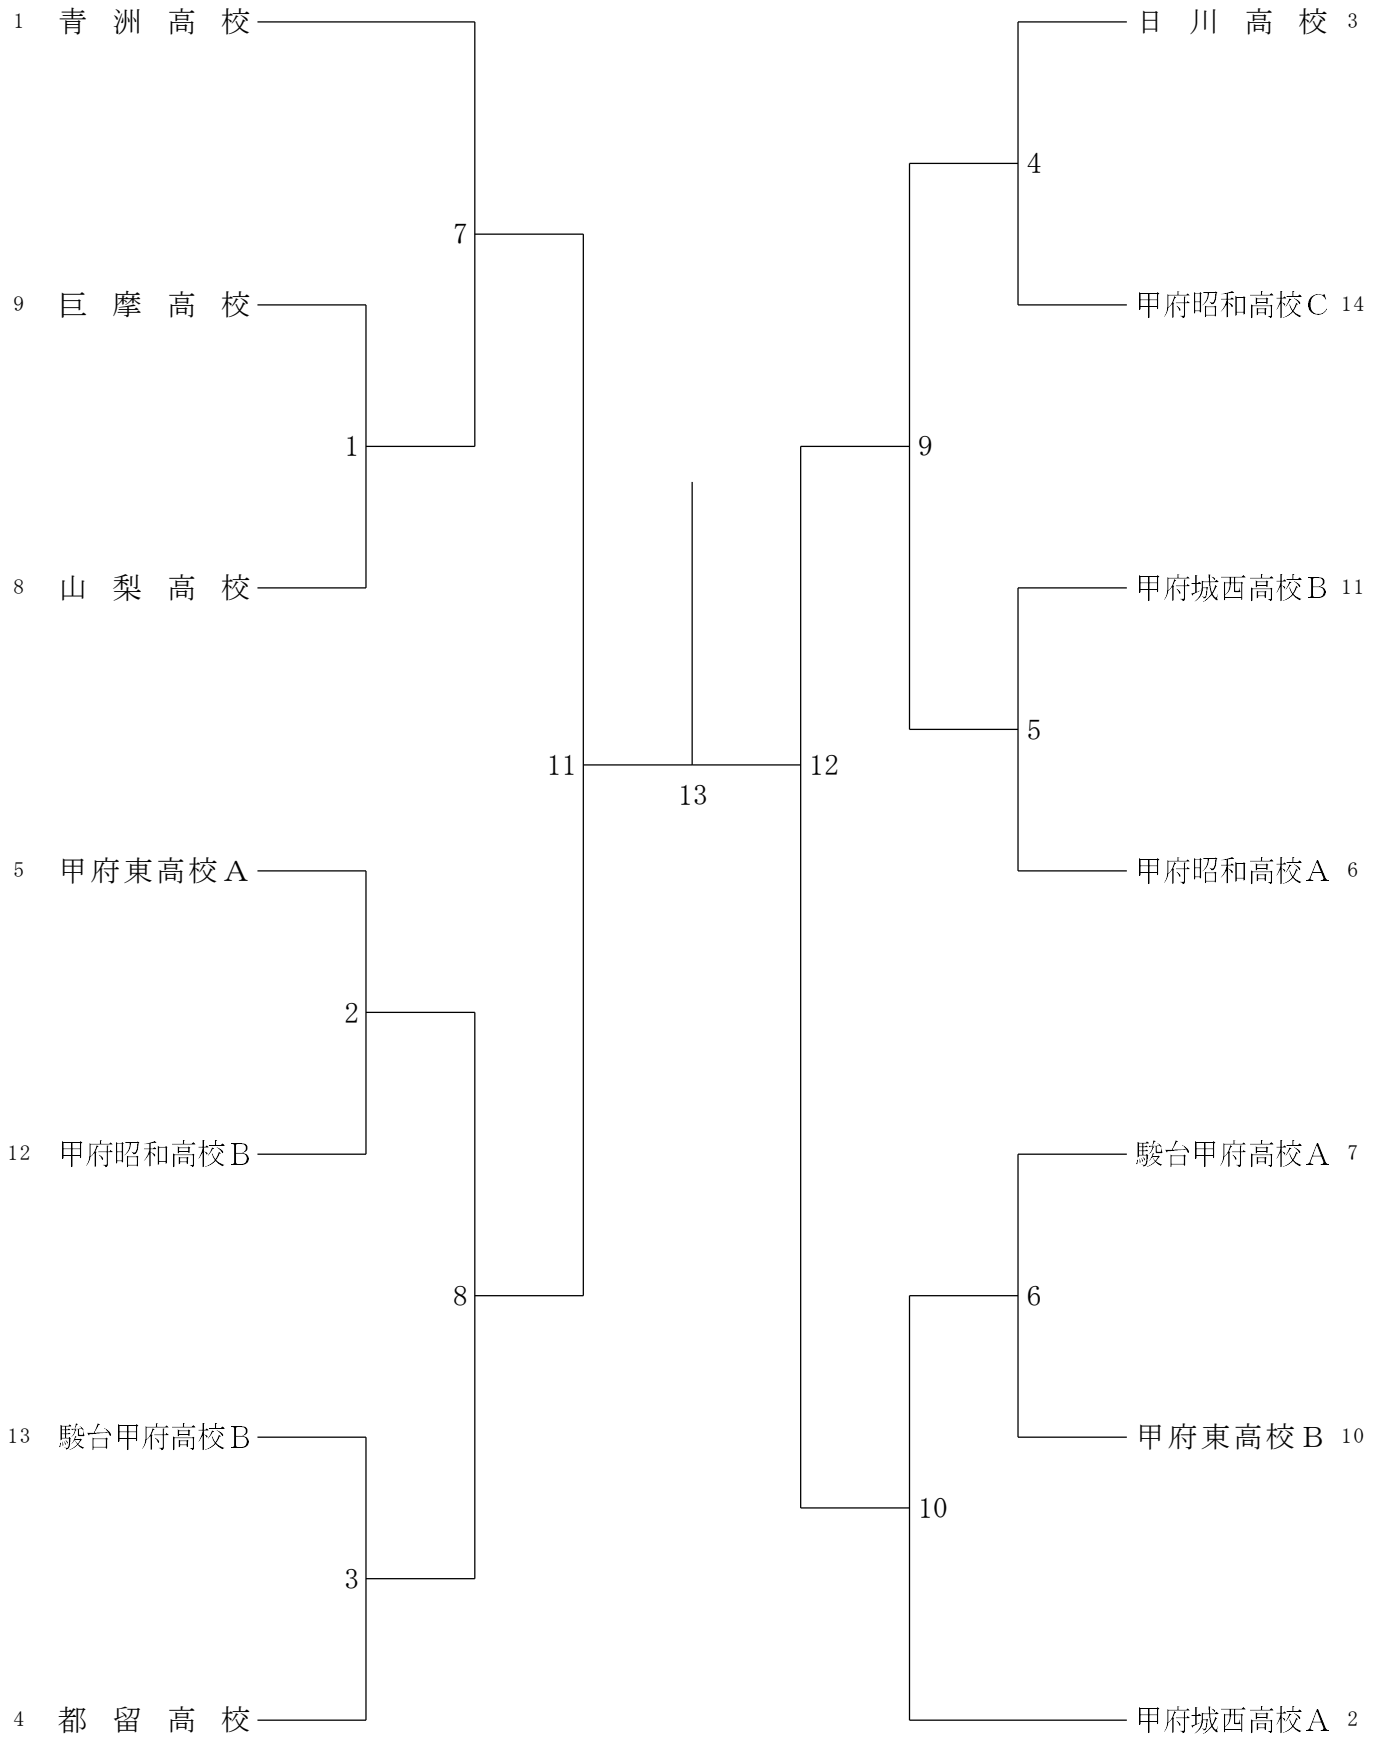 1 青洲高校
日川高校 3
4
7
9 巨摩高校
甲府昭和高校C 14
1
9
8 山梨高校
甲府城西高校B 11
5
11
12
13
5 甲府東高校A
甲府昭和高校A 6
2
12 甲府昭和高校B
駿台甲府高校A 7
8
6
13 駿台甲府高校B
甲府東高校B 10
10
3
4 都留高校
甲府城西高校A 2